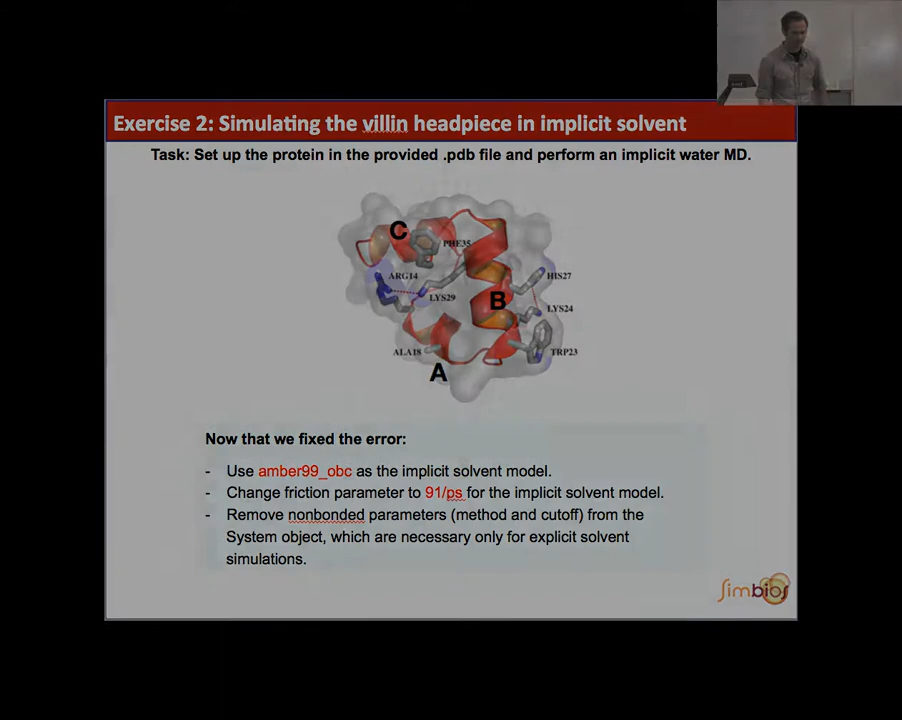 Exercise 2: Simulating the villin headpiece in implicit solvent
Task: Set up the protein in the provided .pdb file and perform an implicit water MD.
C
PHE35
ARG14
HIS27
LYS29
B
LYS24
ALA18
TRP23
A
Now that we fixed the error:
- Use amber99_obc as the implicit solvent model.
- Change friction parameter to 91/ps for the implicit solvent model.
- Remove nonbonded parameters (method and cutoff) from the
System object, which are necessary only for explicit solvent
simulations.
Simbios